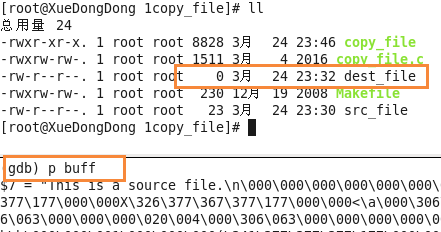 [root@XueDongDong 1copy_file]# ll
总用量 24
-rwxr-xr-x. 1 root root 8828 3月 24 23:46 copy_file
-rwxrw-rw-. 1 root root 1511 3月 4 2016 copy_file.c
-rw-r--r--. 1 root root 0 3月 24 23:32 dest_file
-rwxrw-rw-. 1 root root 230 12月 19 2008 Makefile
-rw-r--r--. 1 root root 23 3月 24 23:30 src_file
[root@XueDongDong 1copy_file]#
gdb) p buff
$7 = "This is a source file.\n\000\000\000\000\000\000\000\
377\177\000\000X\326\377\367\377\177\000\000<\a\000\306
6\063\000\000\000\000\020\004\000\306\063\000\000\000\000\0